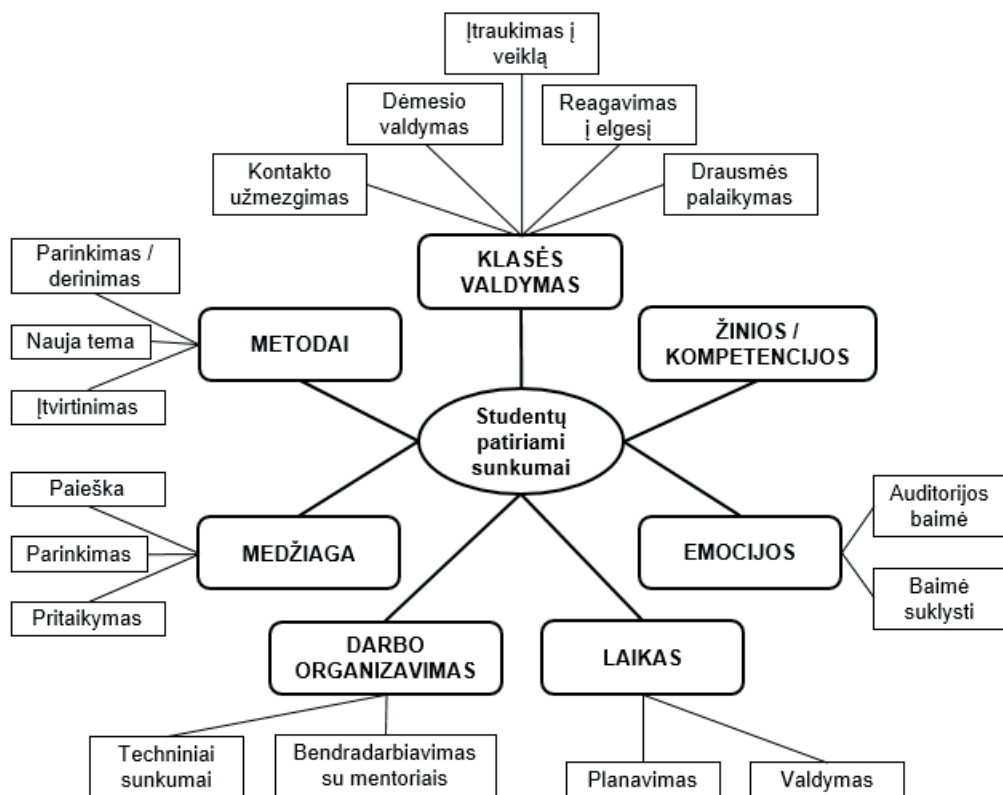 Įtraukimas į
veiklą
Dėmesio
valdymas
Reagavimas
į elgesį
Kontakto
užmezgimas
Drausmės
palaikymas
KLASĖS
VALDYMAS
Parinkimas /
derinimas
Nauja tema
Įtvirtinimas
METODAI
ŽINIOS /
KOMPETENCIJOS
Studentų
patiriami
sunkumai
Paieška
Parinkimas
Pritaikymas
MEDŽIAGA
EMOCIJOS
Auditorijos
baimė
Baimė
suklysti
DARBO
ORGANIZAVIMAS
LAIKAS
Techniniai
sunkumai
Bendradarbiavimas
su mentoriais
Planavimas
Valdymas